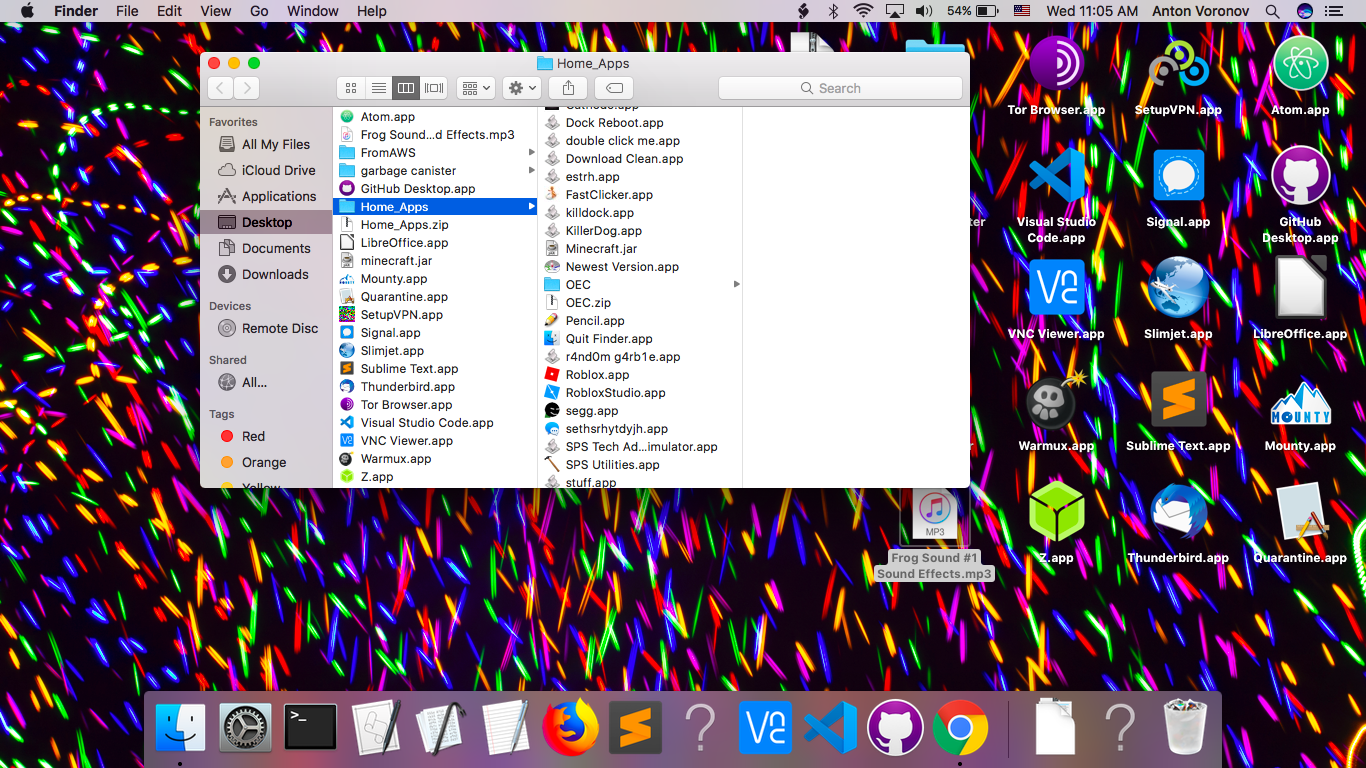 Finder File Edit View Go Window Help 54% Wed 11:05 AM Anton Voronov
Home_Apps
Search
Favorites
All My Files
iCloud Drive
Applications
Desktop
Documents
Downloads
Devices
Remote Disc
Shared
All...
Tags
Red
Orange
Yellow
Atom.app
Frog Sound...d Effects.mp3
FromAWS
garbage canister
GitHub Desktop.app
Home_Apps
Home_Apps.zip
LibreOffice.app
minecraft.jar
Mounty.app
Quarantine.app
SetupVPN.app
Signal.app
Slimjet.app
Sublime Text.app
Thunderbird.app
Tor Browser.app
Visual Studio Code.app
VNC Viewer.app
Warmux.app
Z.app
Dock Reboot.app
double click me.app
Download Clean.app
estrh.app
FastClicker.app
killdock.app
KillerDog.app
Minecraft.jar
Newest Version.app
OEC
OEC.zip
Pencil.app
Quit Finder.app
r4nd0m g4rb1e.app
Roblox.app
RobloxStudio.app
segg.app
sethsrhytdyjh.app
SPS Tech Ad...imulator.app
SPS Utilities.app
stuff.app
Tor Browser.app
SetupVPN.app
Atom.app
Visual Studio
Code.app
Signal.app
GitHub
Desktop.app
VNC Viewer.app
Slimjet.app
LibreOffice.app
Warmux.app
Sublime Text.app
MOUNTY
Mounty.app
Z.app
Thunderbird.app
Quarantine.app
MP3
Frog Sound #1
Sound Effects.mp3